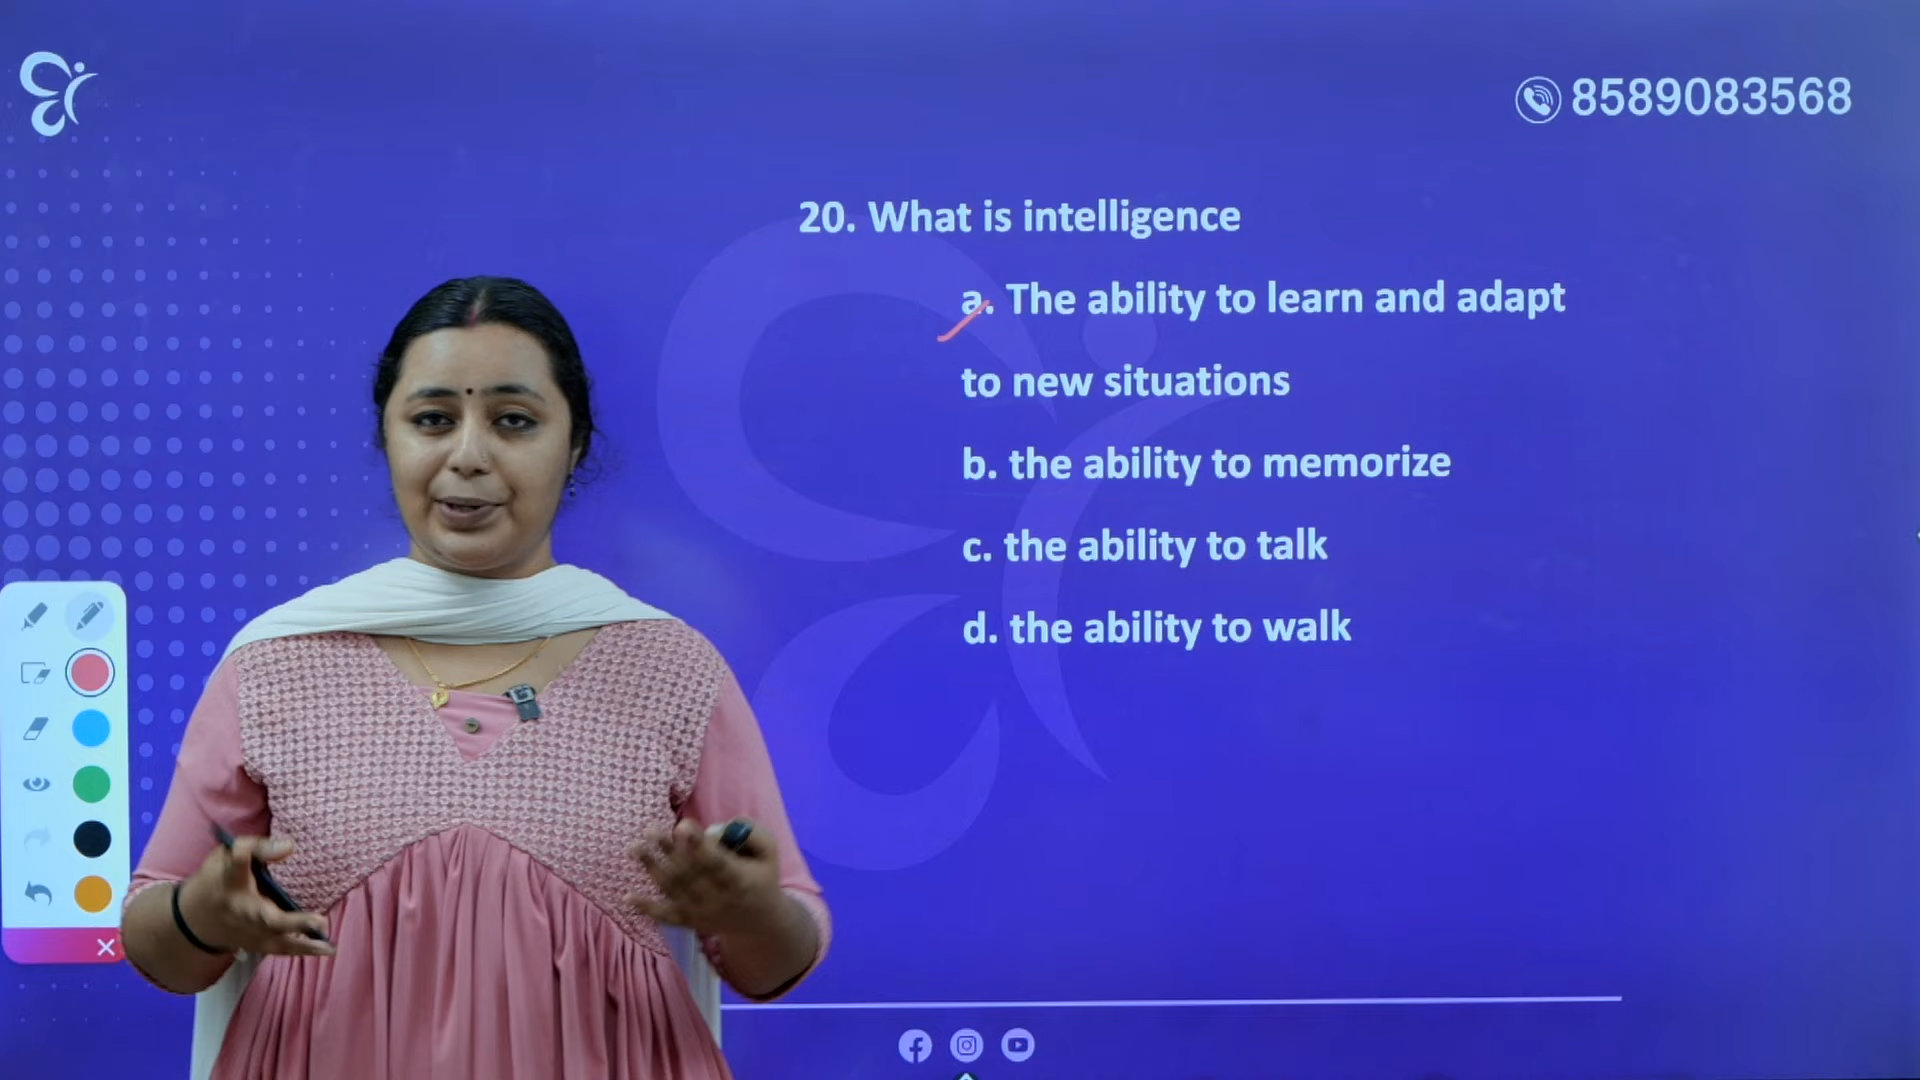 8589083568
20. What is intelligence
a. The ability to learn and adapt
to new situations
b. the ability to memorize
c. the ability to talk
d. the ability to walk